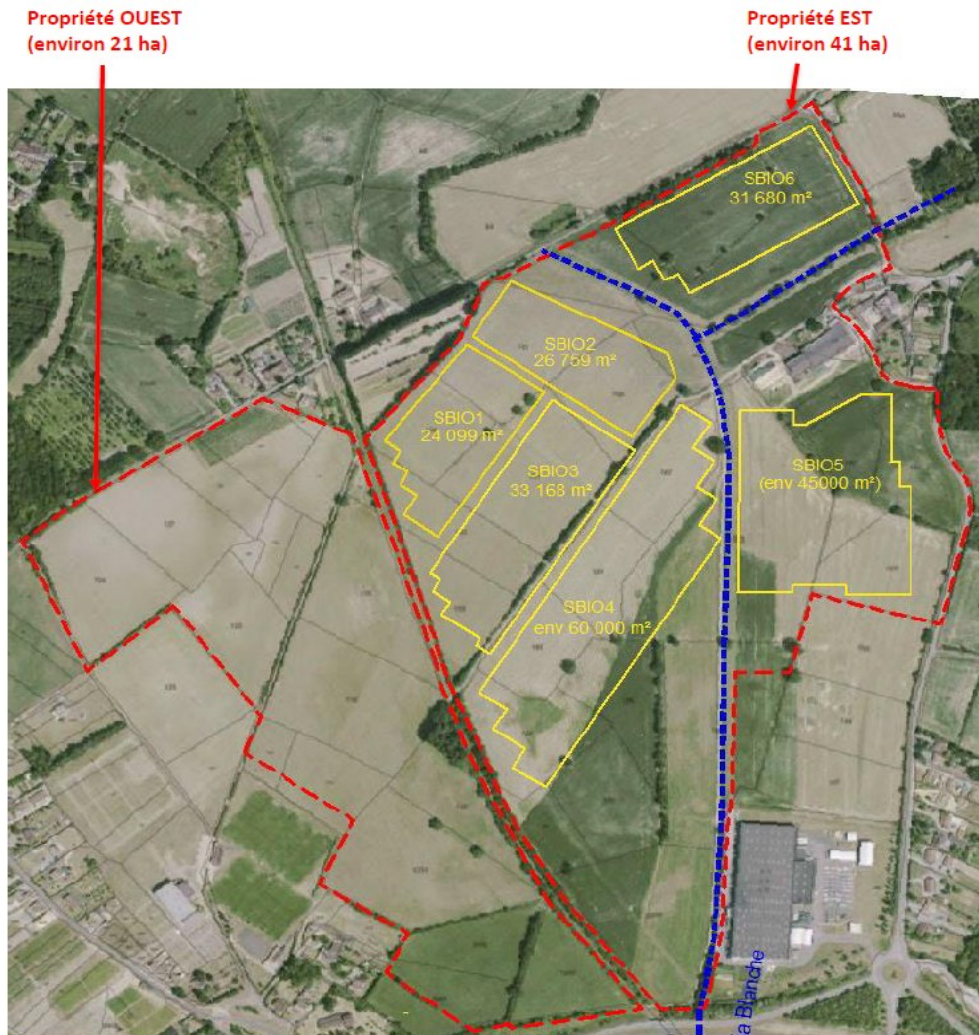 Propriété OUEST
(environ 21 ha)
Propriété EST
(environ 41 ha)
SBIO6
31 680 m²
SBIO2
26 759 m²
SBIO1
24 099 m²
SBIO3
33 168 m²
SBIO5
(env 45000 m²)
SBIO4
env 60 000 m²
a Blanche